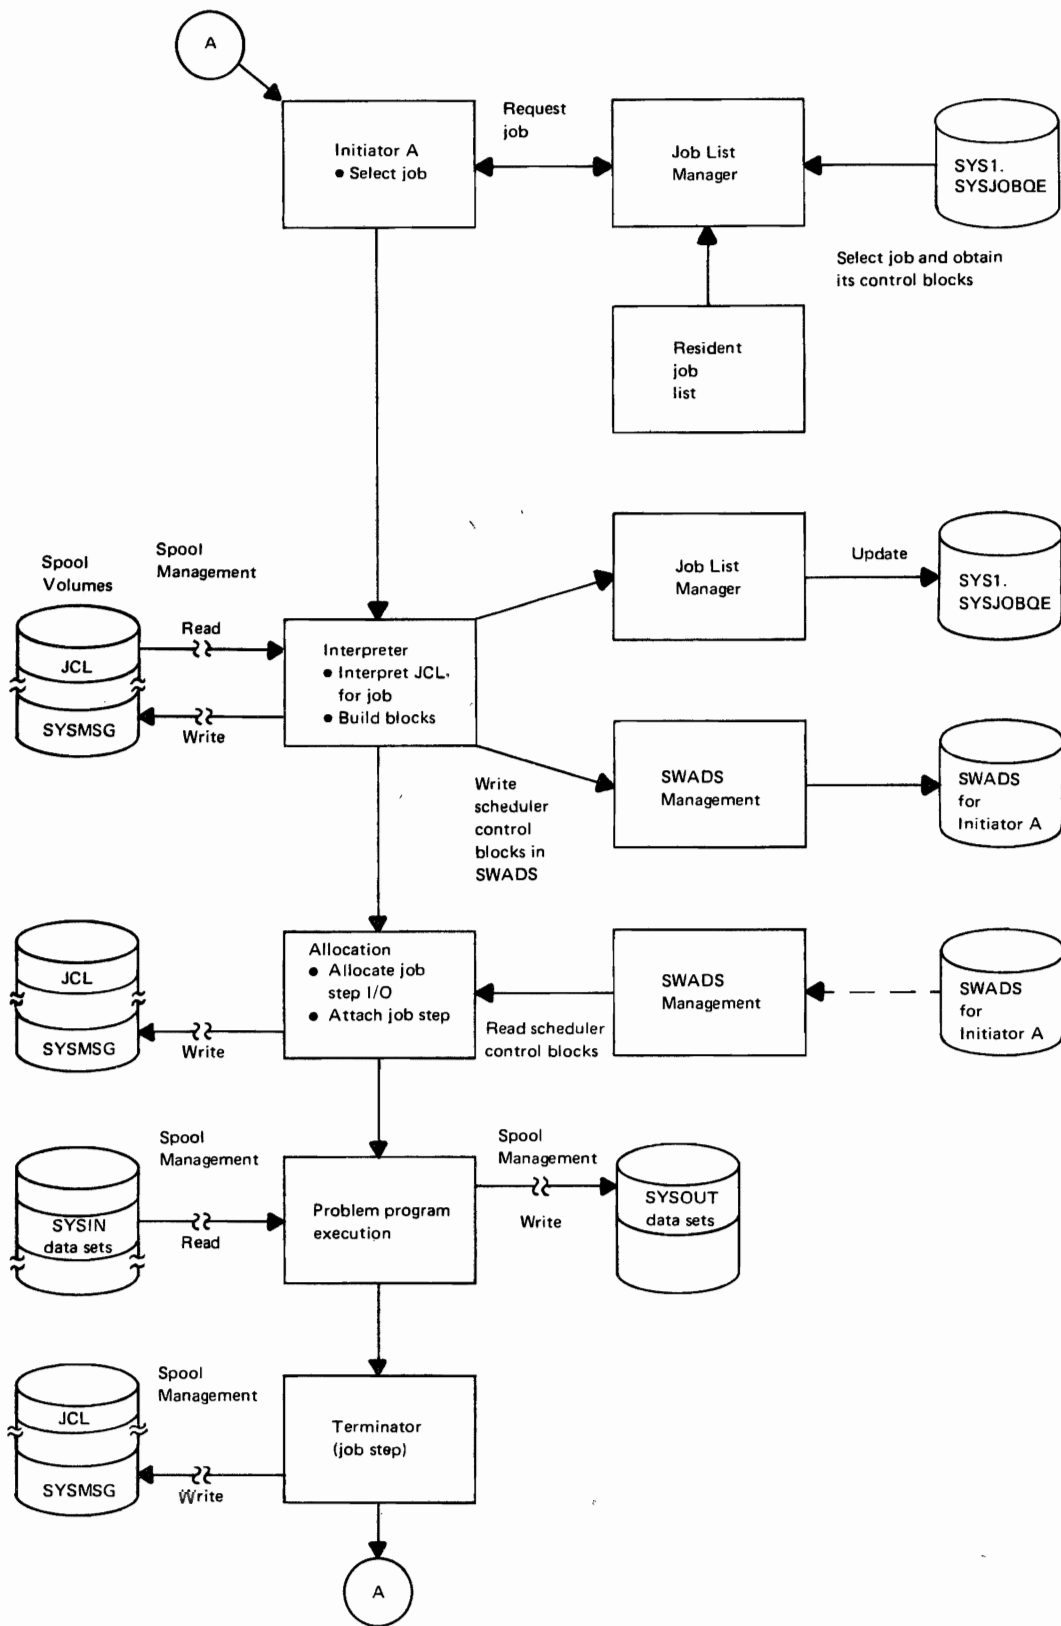 A
Initiator A
● Select job
Request
job
Job List
Manager
SYS1.
SYSJOBQE
Select job and obtain
its control blocks
Resident
job
list
Spool
Volumes
Spool
Management
JCL
SYSMSG
Read
Write
Interpreter
● Interpret JCL
for job
● Build blocks
Job List
Manager
Update
SYS1.
SYSJOBQE
Write
scheduler
control
blocks in
SWADS
SWADS
Management
SWADS
for
Initiator A
JCL
SYSMSG
Write
Allocation
● Allocate job
step I/O
● Attach job step
Read scheduler
control blocks
SWADS
Management
SWADS
for
Initiator A
SYSIN
data sets
Spool
Management
Read
Problem program
execution
Spool
Management
Write
SYSOUT
data sets
JCL
SYSMSG
Spool
Management
Write
Terminator
(job step)
A